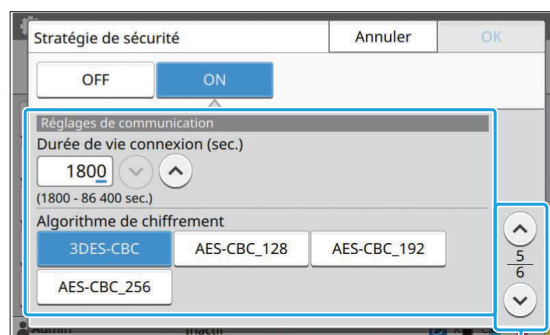 Stratégie de sécurité Annuler OK
OFF ON
Réglages de communication
Durée de vie connexion (sec.)
1800
(1800 - 86 400 sec.)
Algorithme de chiffrement
3DES-CBC AES-CBC_128 AES-CBC_192
5
6
AES-CBC_256
Admin Inactif